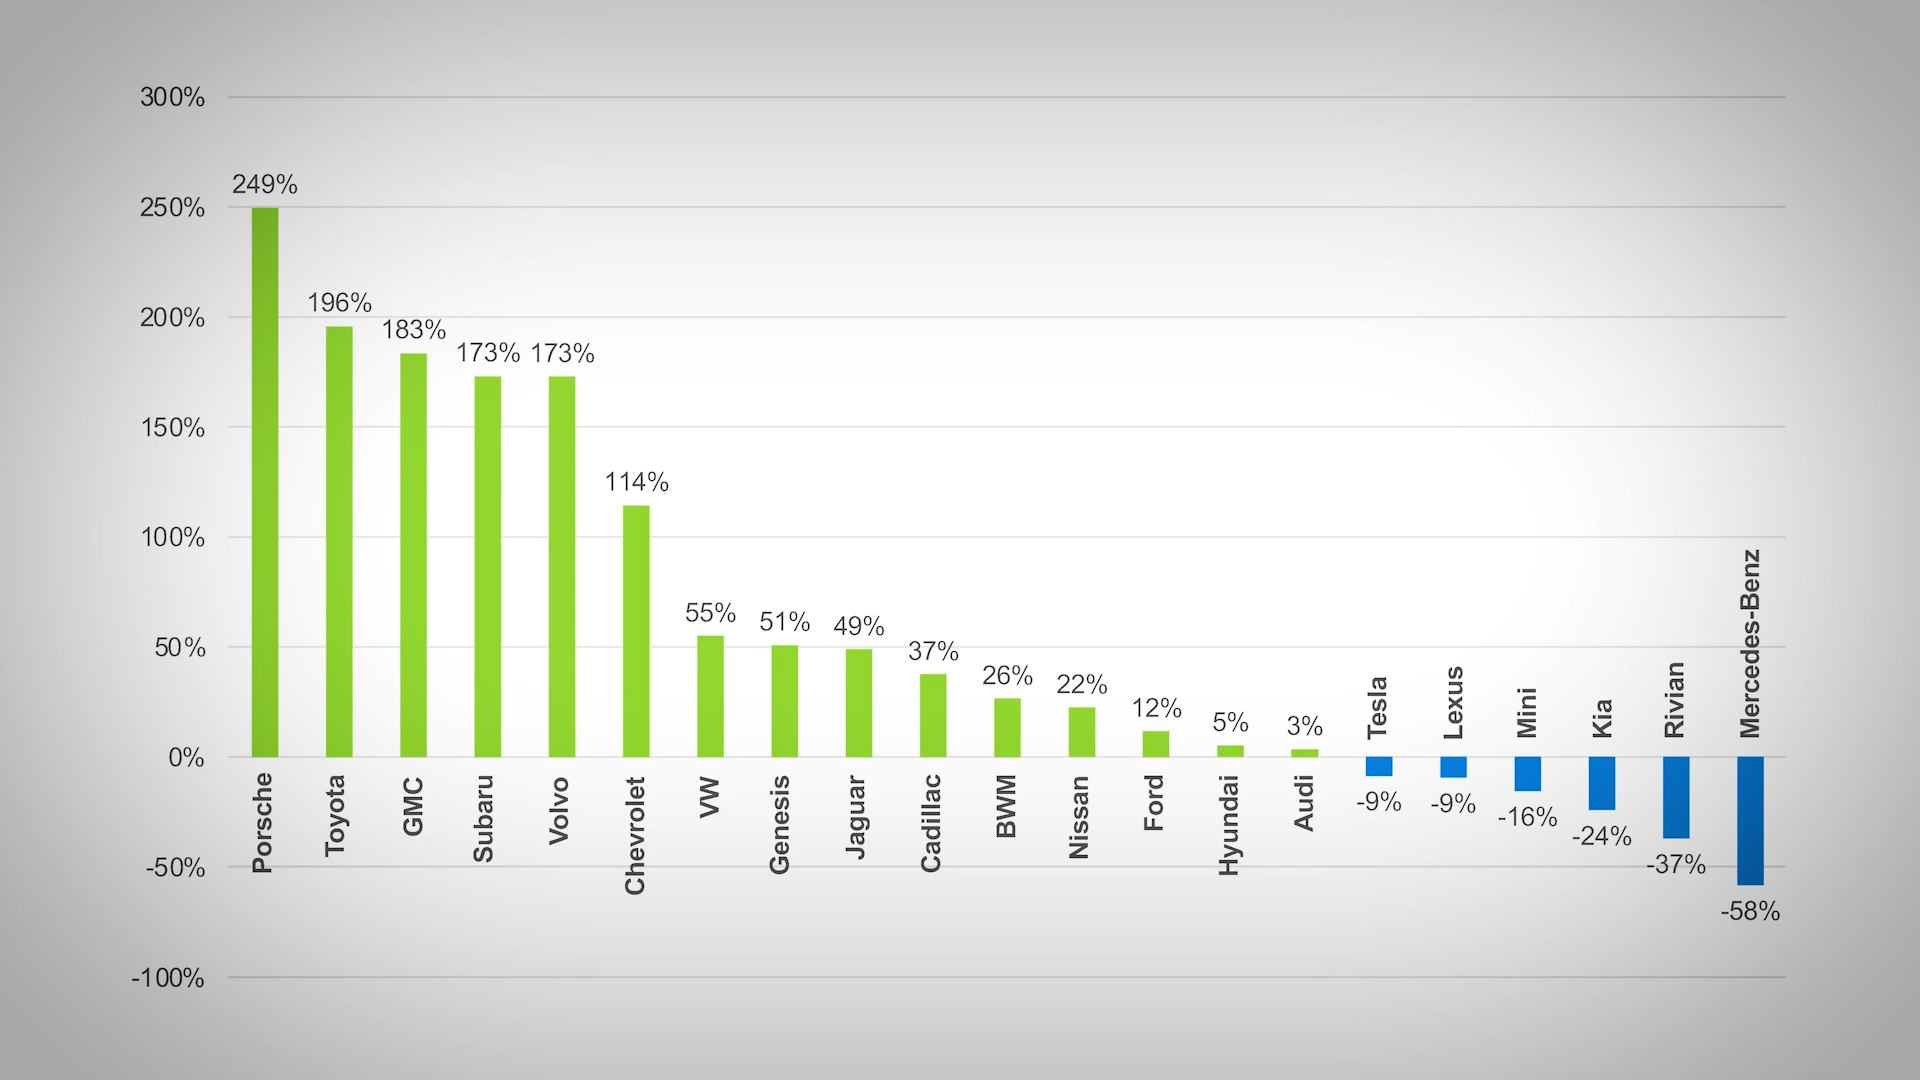 300%
250%
200%
150%
100%
50%
0%
-50%
-100%
249%
196%
183%
173%
173%
114%
55%
51%
49%
37%
26%
22%
12%
5%
3%
-9%
-9%
-16%
-24%
-37%
-58%
Porsche
Toyota
GMC
Subaru
Volvo
Chevrolet
VW
Genesis
Jaguar
Cadillac
BWM
Nissan
Ford
Hyundai
Audi
Tesla
Lexus
Mini
Kia
Rivian
Mercedes-Benz